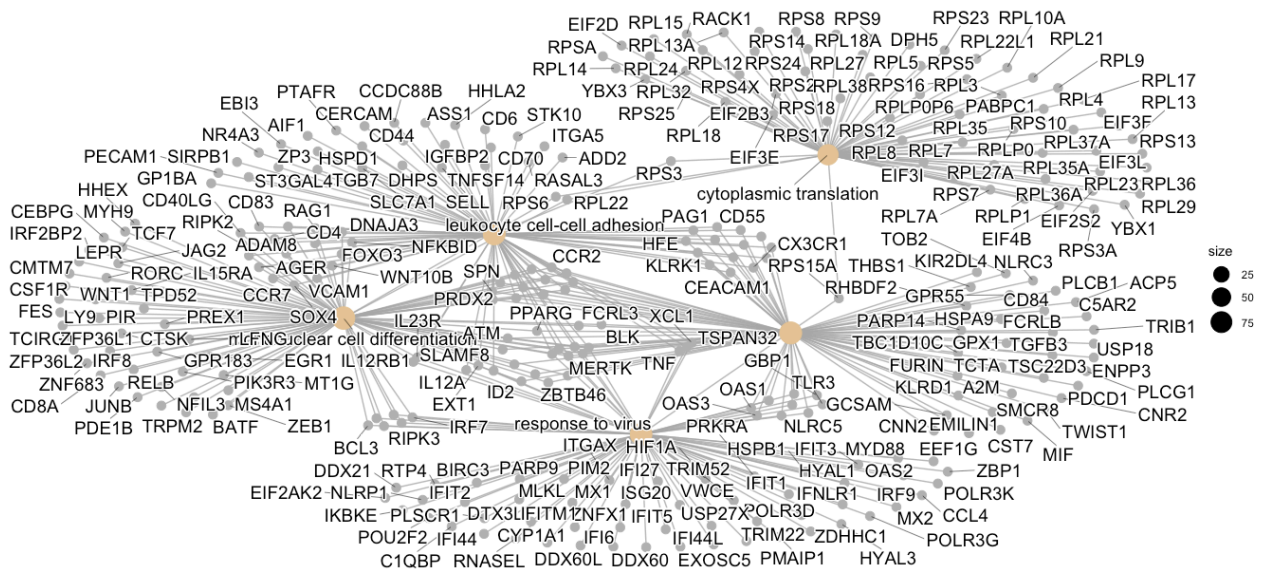 EIF2D RPL15 RACK1 RPS8 RPS9 RPS23 RPL10A
RPSA RPL13A RPS14 RPL18A DPH5 RPL22L1 RPL21
RPL14 RPL24 RPL12 RPS24 RPL27 RPL5 RPS5 RPL9
YBX3 RPL32 RPS4X RPS2 RPL38 RPS16 RPL3 RPL17
PTAFR CCDC88B HHLA2 RPS25 EIF2B3 RPS18 RPLP0P6 PABPC1 RPL4 RPL13
EBI3 CERCAM ASS1 CD6 STK10 RPL18 RPS17 RPS12 RPL35 RPS10 EIF3F
NR4A3 AIF1 CD44 ITGA5 RPL8 RPL7 RPLP0 RPL37A RPS13
PECAM1 SIRPB1 ZP3 HSPD1 IGFBP2 CD70 ADD2 EIF3E EIF3I RPL27A RPL35A EIF3L
GP1BA ST3GAL4 TGB7 DHPS TNFSF14 RASAL3 RPS3 RPS7 RPL36A RPL23 RPL36
HHEX CD40LG CD83 SLC7A1 SELL RPS6 RPL22 cytoplasmic translation RPL29
CEBPG MYH9 RIPK2 RAG1 DNAJA3 leukocyte cell-cell adhesion PAG1 CD55 RPL7A RPLP1 EIF2S2 YBX1
IRF2BP2 TCF7 CD4 NFKBID HFE CX3CR1 TOB2 EIF4B RPS3A
LEPR JAG2 ADAM8 FOXO3 CCR2 KLRK1 RPS15A THBS1 KIR2DL4 NLRC3
CMTM7 RORC IL15RA AGER WNT10B SPN CEACAM1 RHBDF2 PLCB1 ACP5
CSF1R WNT1 TPD52 CCR7 VCAM1 PRDX2 GPR55 CD84 C5AR2
FES LY9 PIR PREX1 SOX4 IL23R PPARG FCRL3 XCL1 PARP14 HSPA9 FCRLB TRIB1
ZFP36L1 CTSK ATM BLK TSPAN32 TBC1D10C GPX1 TGFB3 USP18
ZFP36L2 IRF8 GPR183 EGR1 IL12RB1 SLAMF8 MERTK TNF GBP1 FURIN TCTA TSC22D3 ENPP3
ZNF683 RELB PIK3R3 MT1G IL12A ID2 ZBTB46 OAS1 TLR3 KLRD1 A2M PDCD1 PLCG1
CD8A JUNB NFIL3 MS4A1 EXT1 OAS3 GCSAM SMCR8 CNR2
PDE1B TRPM2 BATF ZEB1 IRF7 response to virus PRKRA NLRC5 CNN2 EMILIN1 TWIST1
BCL3 RIPK3 ITGAX HIF1A HSPB1 IFIT3 MYD88 EEF1G CST7 MIF
DDX21 RTP4 BIRC3 PARP9 PIM2 IFI27 TRIM52 HYAL1 OAS2 ZBP1
EIF2AK2 NLRP1 IFIT2 MLKL MX1 ISG20 VWCE IFIT1 IFNLR1 IRF9 POLR3K
IKBKE PLSCR1 DTX3L IFITM1 ZNFX1 IFIT5 USP27X POLR3D MX2 CCL4
POU2F2 IFI44 CYP1A1 IFI6 IFI44L TRIM22 ZDHHC1 POLR3G
C1QBP RNASEL DDX60L DDX60 EXOSC5 PMAIP1 HYAL3
size
25
50
75